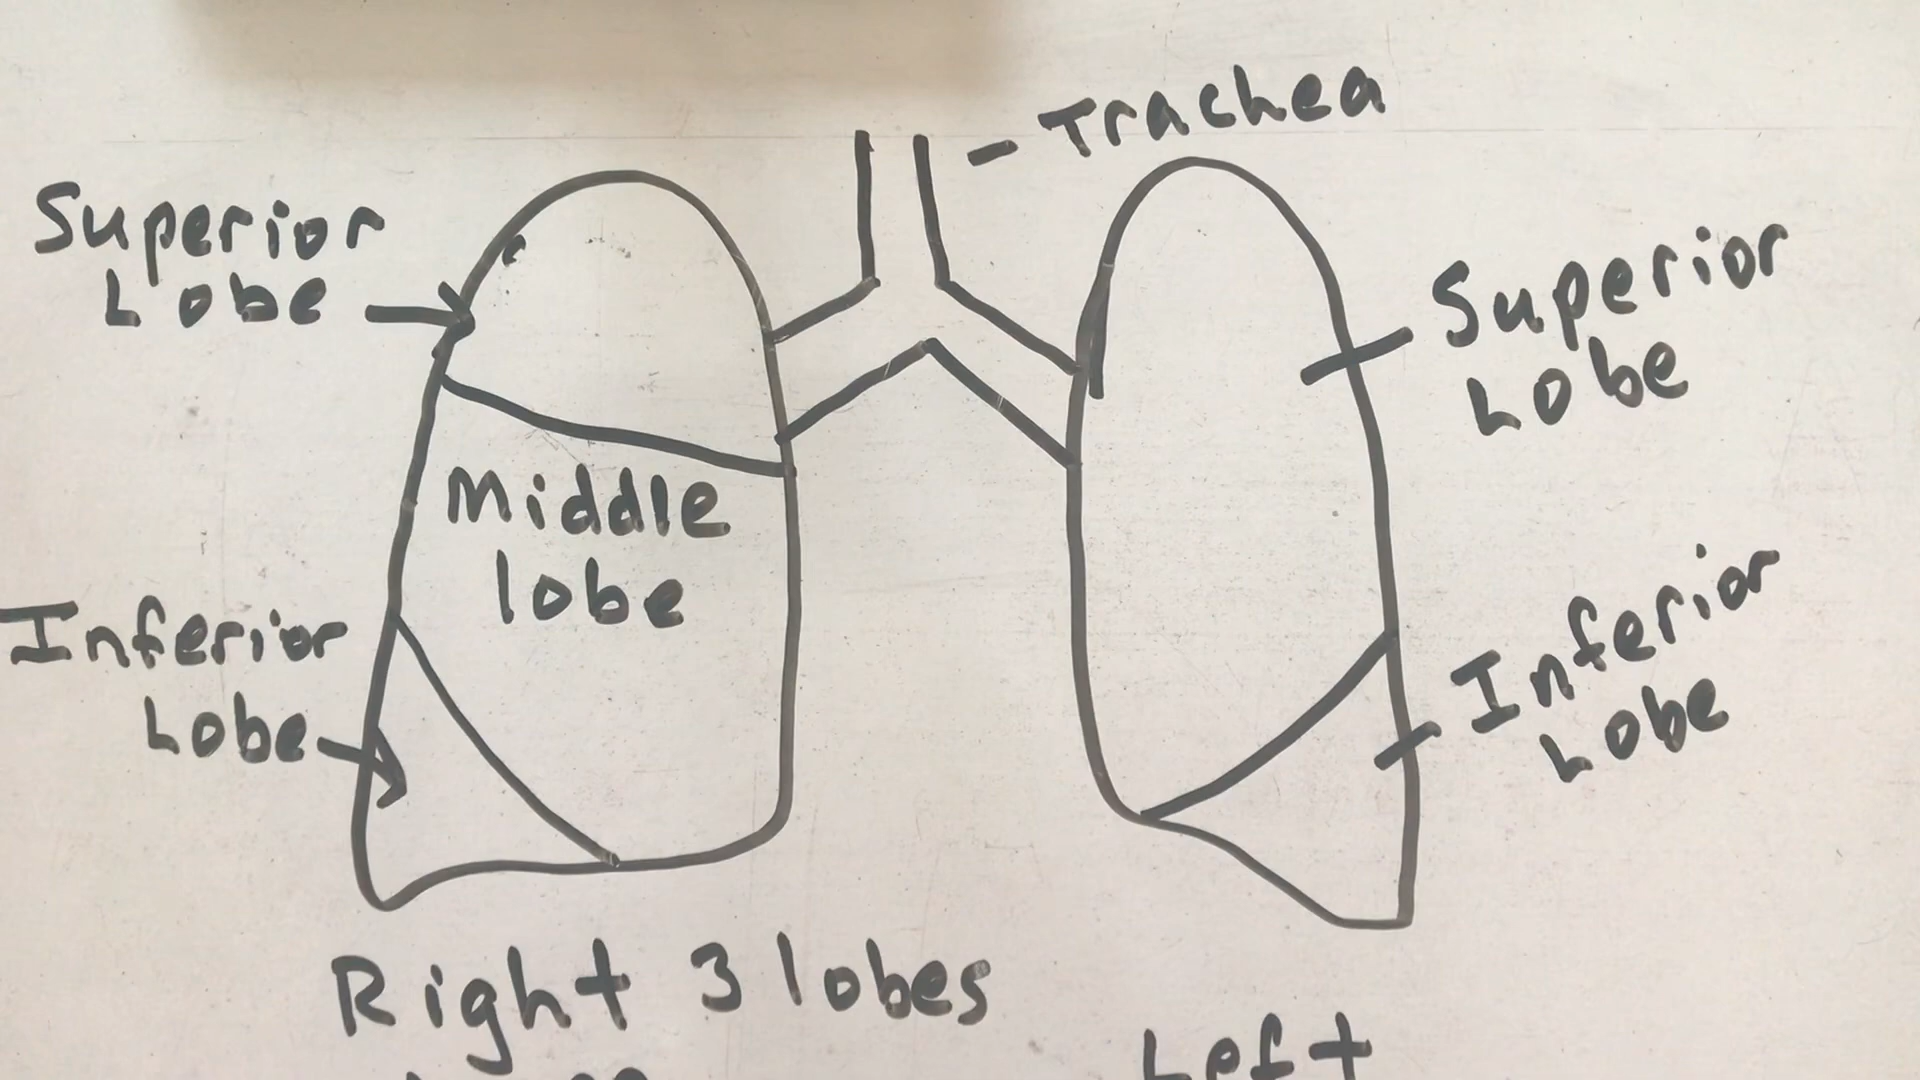 Trachea
Superior
Lobe
Superior
Lobe
Middle
lobe
Inferior
Lobe
Inferior
Lobe
Right 3 lobes
Left